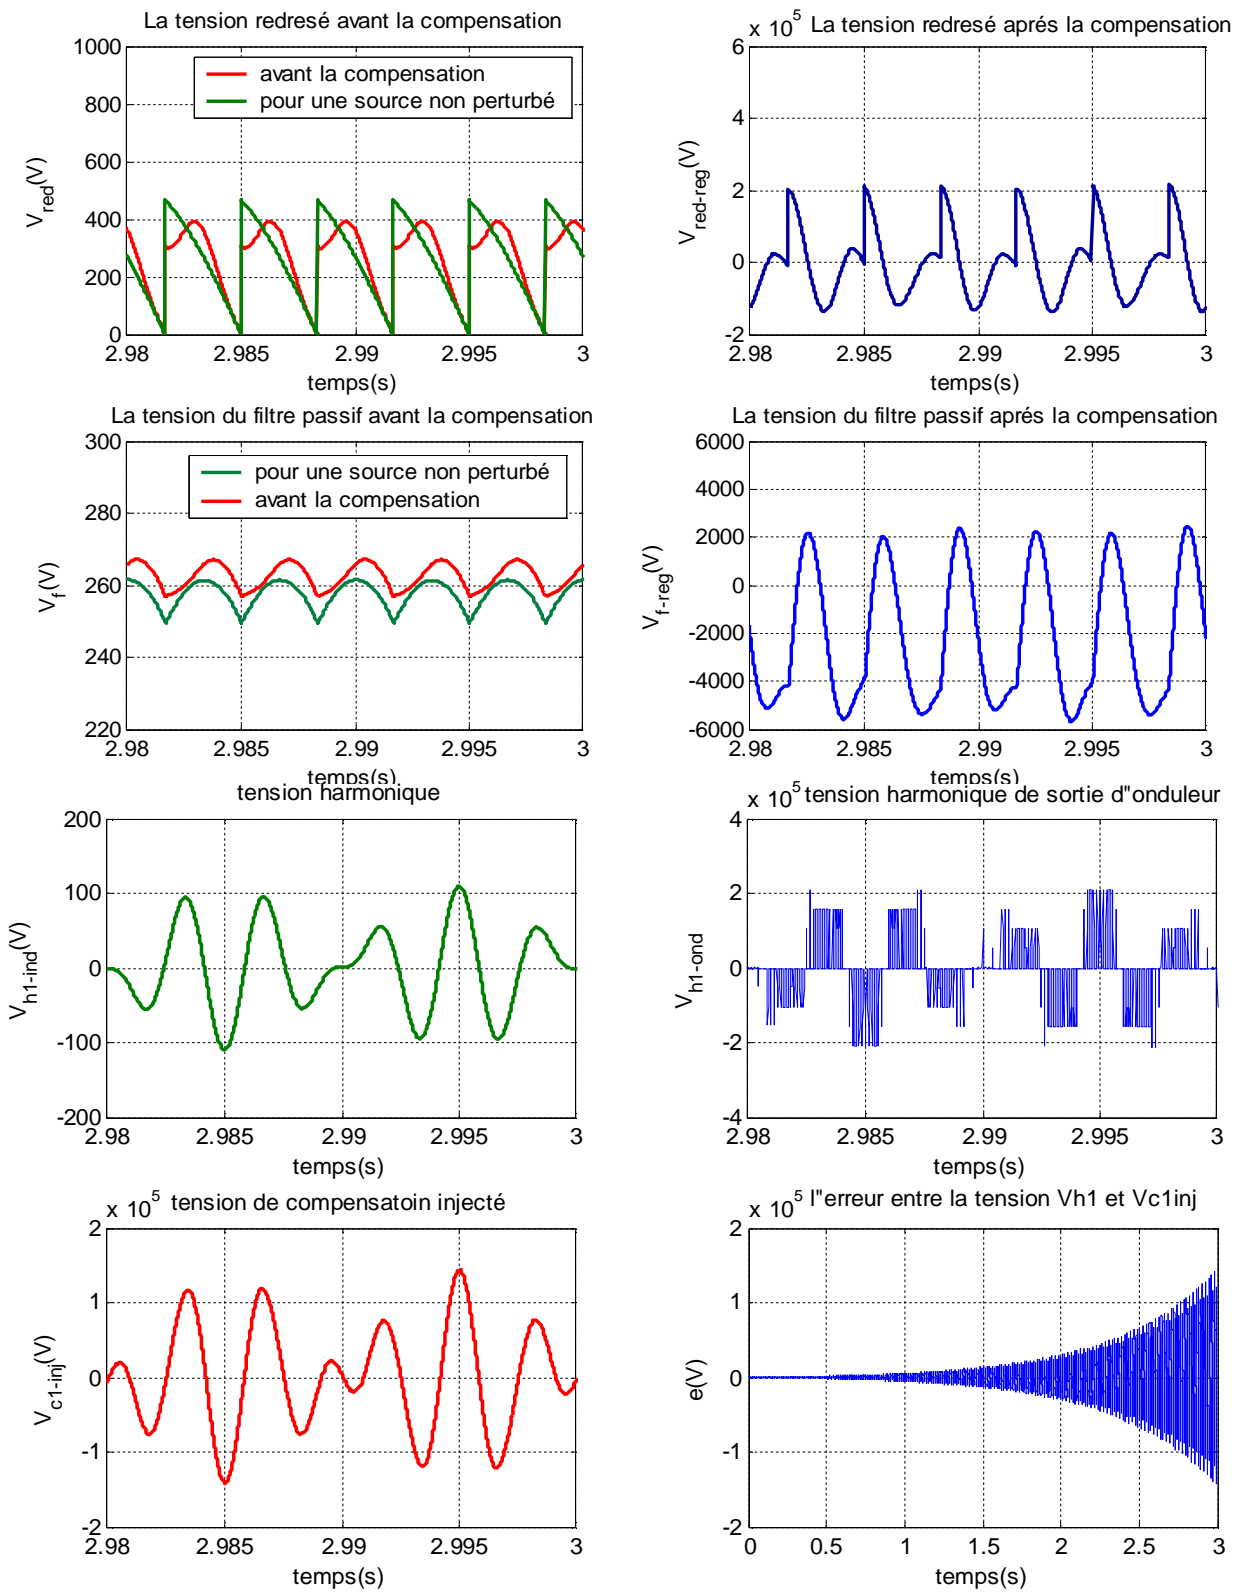 La tension redresé avant la compensation
1000
800
600
400
200
0
V_red(V)
avant la compensation
pour une source non perturbé
2.98 2.985 2.99 2.995 3
temps(s)
x 10^5 La tension redresé aprés la compensation
6
4
2
0
-2
V_red-reg(V)
2.98 2.985 2.99 2.995 3
temps(s)
La tension du filtre passif avant la compensation
300
280
260
240
220
V_f(V)
pour une source non perturbé
avant la compensation
2.98 2.985 2.99 2.995 3
temps(s)
La tension du filtre passif aprés la compensation
6000
4000
2000
0
-2000
-4000
-6000
V_f-reg(V)
2.98 2.985 2.99 2.995 3
temps(s)
tension harmonique
200
100
0
-100
-200
V_h1-ind(V)
2.98 2.985 2.99 2.995 3
temps(s)
x 10^5 tension harmonique de sortie d"onduleur
4
2
0
-2
-4
V_h1-ond
2.98 2.985 2.99 2.995 3
temps(s)
x 10^5 tension de compensatoin injecté
2
1
0
-1
-2
V_c1-inj(V)
2.98 2.985 2.99 2.995 3
temps(s)
x 10^5 l"erreur entre la tension Vh1 et Vc1inj
2
1
0
-1
-2
e(V)
0 0.5 1 1.5 2 2.5 3
temps(s)